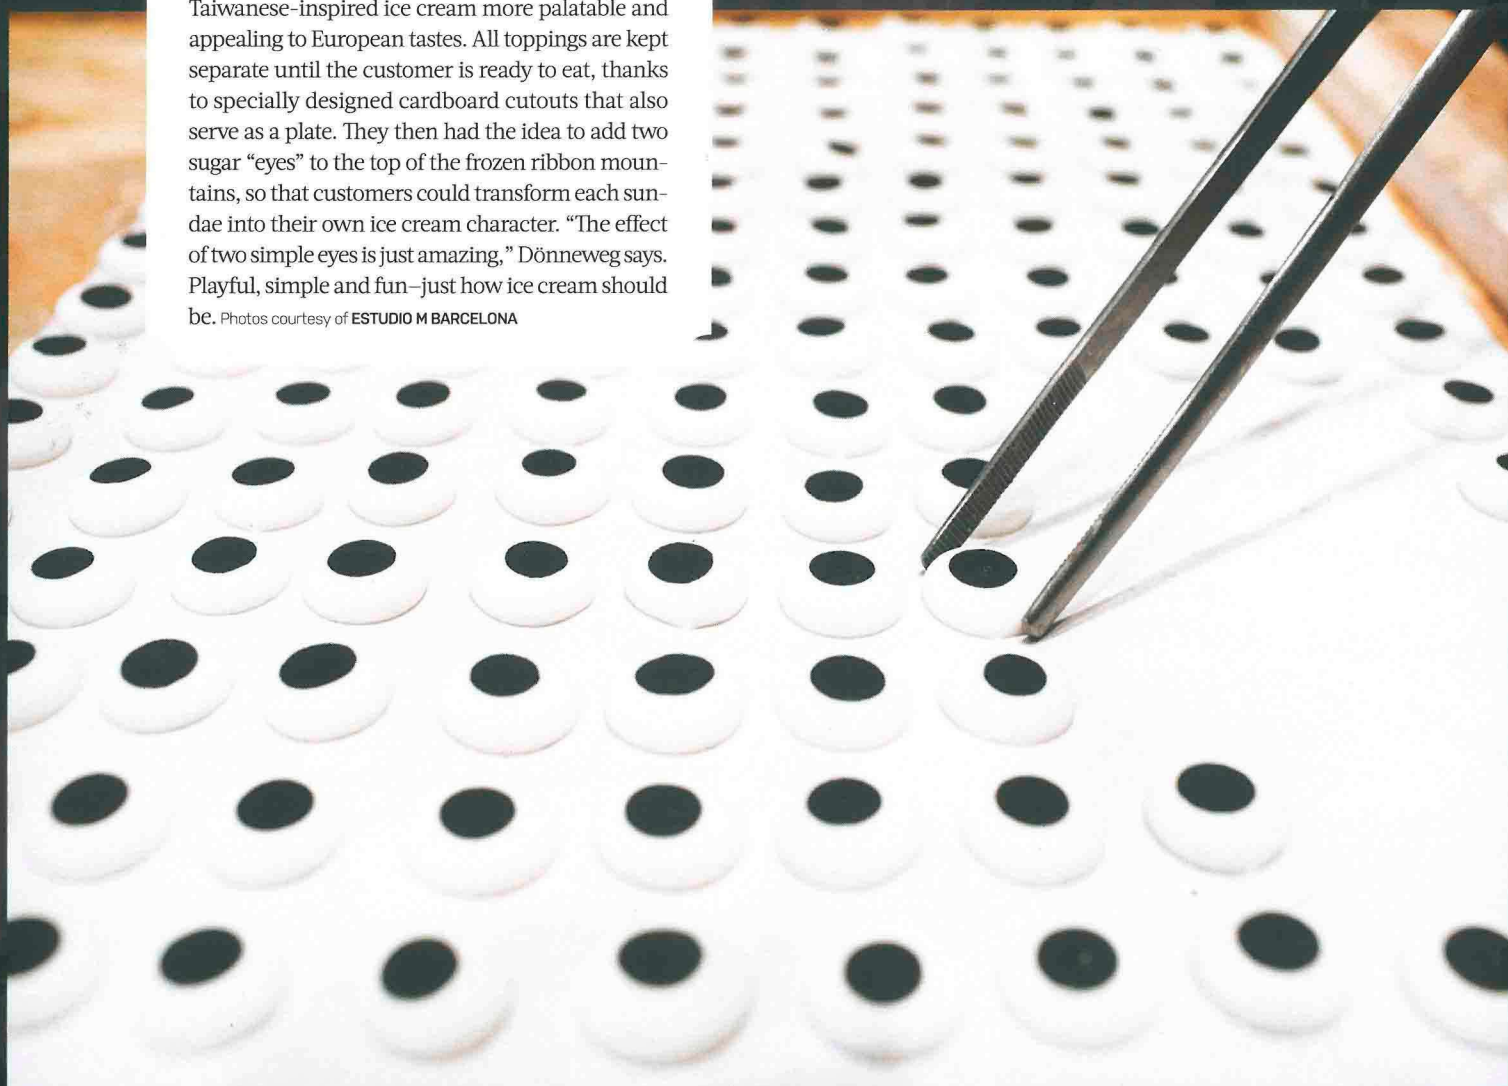 Taiwanese-inspired ice cream more palatable and
appealing to European tastes. All toppings are kept
separate until the customer is ready to eat, thanks
to specially designed cardboard cutouts that also
serve as a plate. They then had the idea to add two
sugar “eyes” to the top of the frozen ribbon moun-
tains, so that customers could transform each sun-
dae into their own ice cream character. “The effect
of two simple eyes is just amazing,” Dönneweg says.
Playful, simple and fun–just how ice cream should
be. Photos courtesy of ESTUDIO M BARCELONA